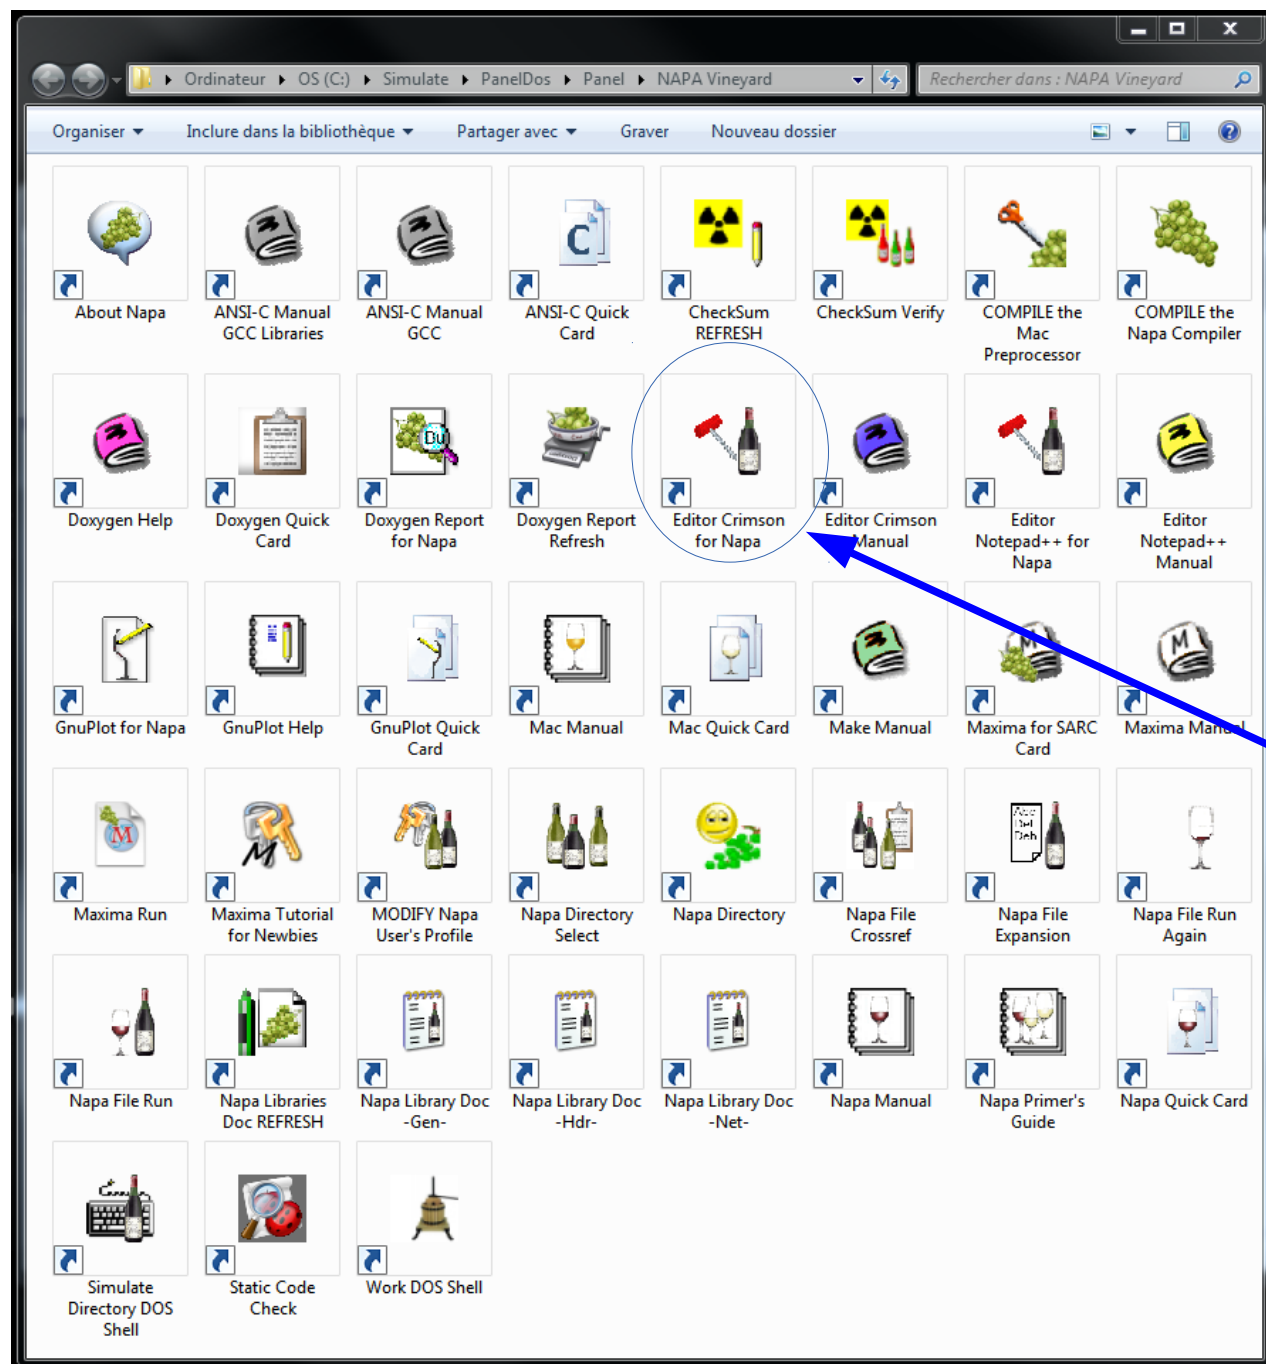 Ordinateur OS (C:) Simulate PanelDos Panel NAPA Vineyard
Rechercher dans : NAPA Vineyard
Organiser Inclure dans la bibliothèque Partager avec Graver Nouveau dossier
About Napa
ANSI-C Manual
GCC Libraries
ANSI-C Manual
GCC
C
ANSI-C Quick
Card
CheckSum
REFRESH
CheckSum Verify
COMPILE the
Mac
Preprocessor
COMPILE the
Napa Compiler
Doxygen Help
Doxygen Quick
Card
Doxygen Report
for Napa
Doxygen Report
Refresh
Editor Crimson
for Napa
Editor Crimson
Manual
Editor
Notepad++ for
Napa
Editor
Notepad++
Manual
GnuPlot for Napa
GnuPlot Help
GnuPlot Quick
Card
Mac Manual
Mac Quick Card
Make Manual
M
Maxima for SARC
Card
M
Maxima Manual
M
Maxima Run
M
Maxima Tutorial
for Newbies
MODIFY Napa
User's Profile
Napa Directory
Select
Napa Directory
Napa File
Crossref
Napa File
Expansion
Napa File Run
Again
Napa File Run
Napa Libraries
Doc REFRESH
Napa Library Doc
-Gen-
Napa Library Doc
-Hdr-
Napa Library Doc
-Net-
Napa Manual
Napa Primer's
Guide
Napa Quick Card
Simulate
Directory DOS
Shell
Static Code
Check
Work DOS Shell